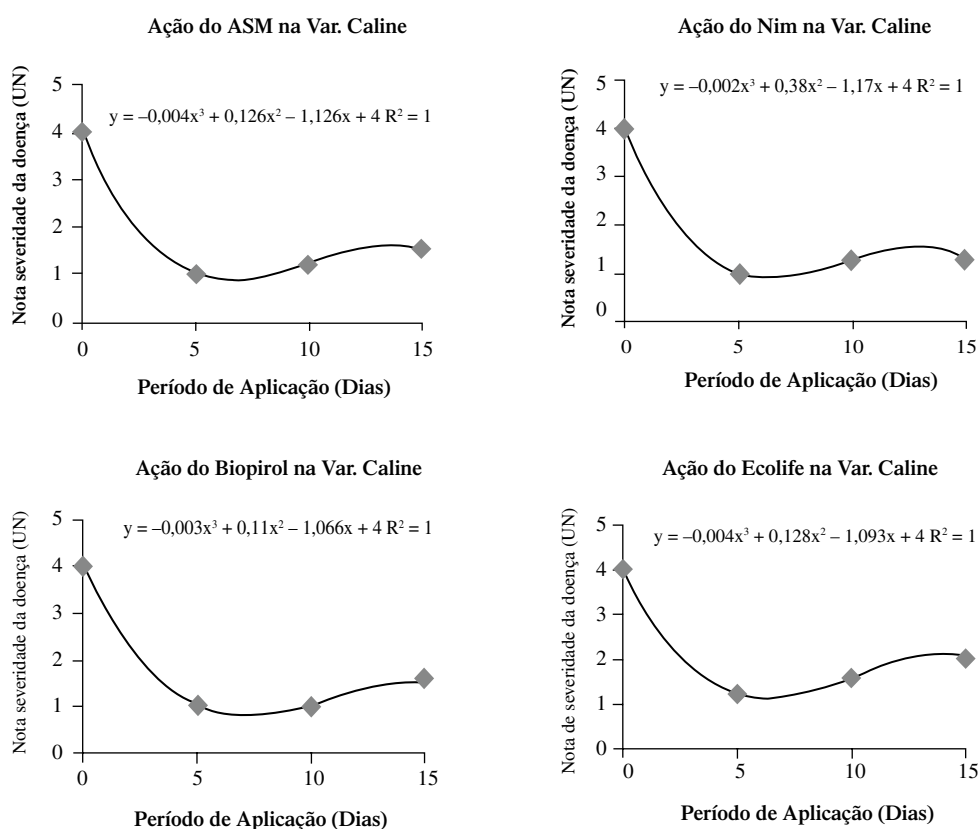 Ação do ASM na Var. Caline
Nota severidade da doença (UN)
5
4
3
2
1
0
y = –0,004x³ + 0,126x² – 1,126x + 4 R² = 1
0 5 10 15
Período de Aplicação (Dias)
Ação do Nim na Var. Caline
Nota severidade da doença (UN)
5
4
3
2
1
0
y = –0,002x³ + 0,38x² – 1,17x + 4 R² = 1
0 5 10 15
Período de Aplicação (Dias)
Ação do Biopirol na Var. Caline
Nota severidade da doença (UN)
5
4
3
2
1
0
y = –0,003x³ + 0,11x² – 1,066x + 4 R² = 1
0 5 10 15
Período de Aplicação (Dias)
Ação do Ecolife na Var. Caline
Nota de severidade da doença (UN)
5
4
3
2
1
0
y = –0,004x³ + 0,128x² – 1,093x + 4 R² = 1
0 5 10 15
Período de Aplicação (Dias)